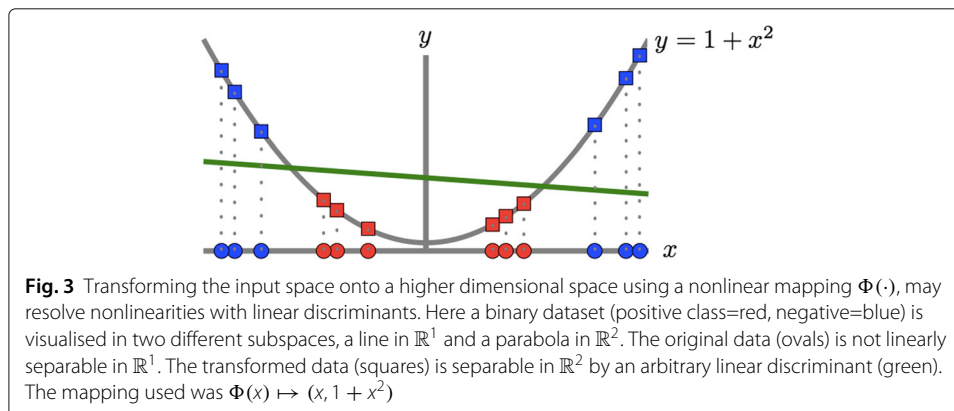 y
y = 1 + x²
x
Fig. 3 Transforming the input space onto a higher dimensional space using a nonlinear mapping Φ(·), may
resolve nonlinearities with linear discriminants. Here a binary dataset (positive class=red, negative=blue) is
visualised in two different subspaces, a line in ℝ¹ and a parabola in ℝ². The original data (ovals) is not linearly
separable in ℝ¹. The transformed data (squares) is separable in ℝ² by an arbitrary linear discriminant (green).
The mapping used was Φ(x) ↦ (x, 1 + x²)